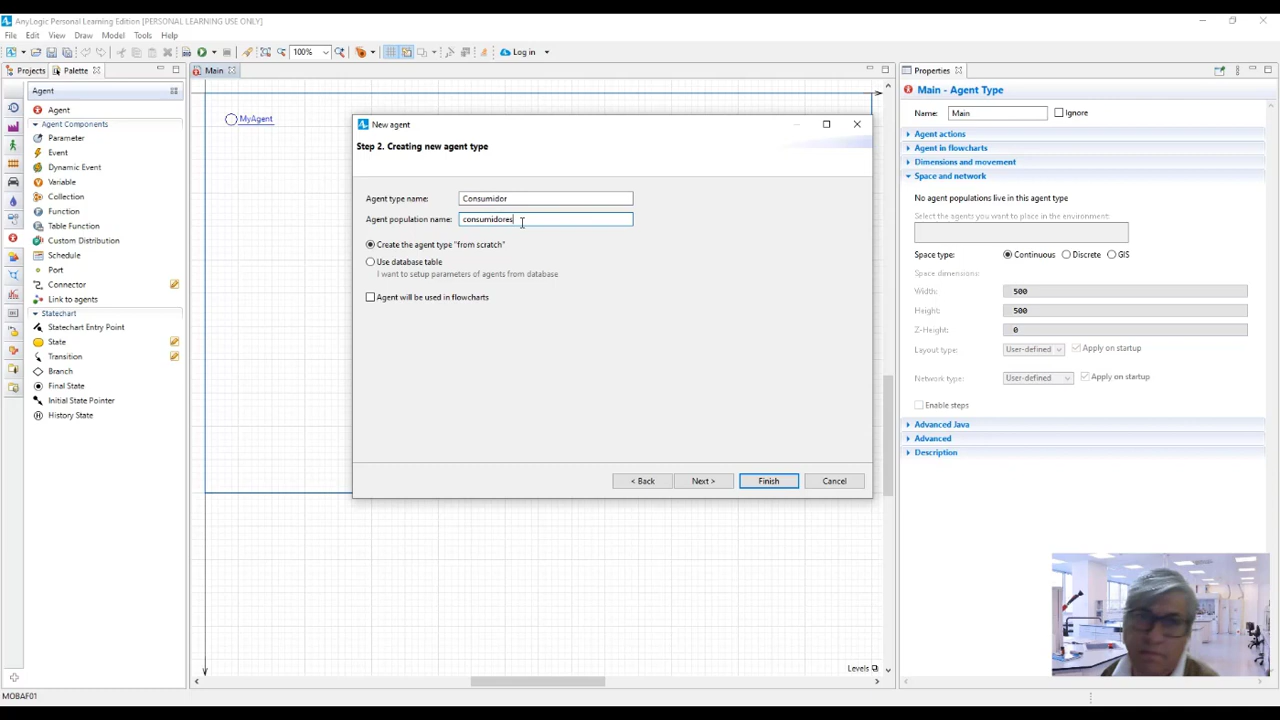 AnyLogic Personal Learning Edition [PERSONAL LEARNING USE ONLY]
File Edit View Draw Model Tools Help
100% Log in
Projects Palette Main Properties
Agent
Agent
Agent Components
Parameter
Event
Dynamic Event
Variable
Collection
Function
Table Function
Custom Distribution
Schedule
Port
Connector
Link to agents
Statechart
Statechart Entry Point
State
Transition
Branch
Final State
Initial State Pointer
History State
MyAgent
New agent
Step 2. Creating new agent type
Agent type name: Consumidor
Agent population name: consumidores
Create the agent type "from scratch"
Use database table
I want to setup parameters of agents from database
Agent will be used in flowcharts
< Back Next > Finish Cancel
Levels
Main - Agent Type
Name: Main Ignore
Agent actions
Agent in flowcharts
Dimensions and movement
Space and network
No agent populations live in this agent type
Select the agents you want to place in the environment:
Space type: Continuous Discrete GIS
Space dimensions:
Width: 500
Height: 500
Z-Height: 0
Layout type: User-defined Apply on startup
Network type: User-defined Apply on startup
Enable steps
Advanced Java
Advanced
Description
MOBAF01